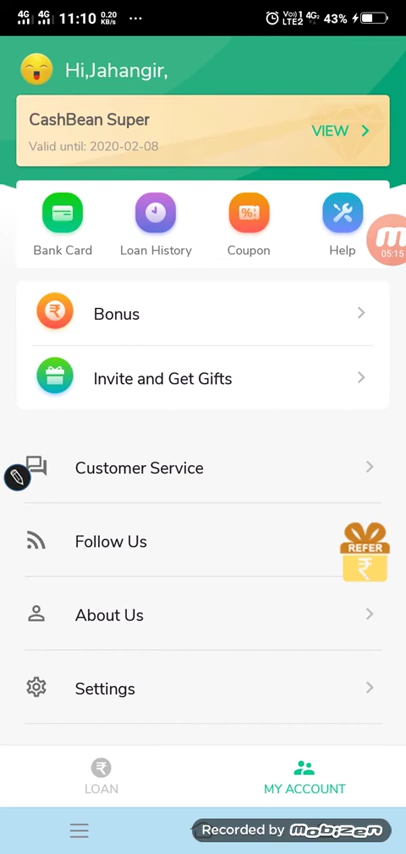 4G 4G 11:10 0.20 KB/s ... Vo) 1 LTE2 4G 43%
Hi,Jahangir,
CashBean Super
VIEW
Valid until: 2020-02-08
Bank Card Loan History Coupon Help
05:15
Bonus
Invite and Get Gifts
Customer Service
Follow Us
REFER
About Us
Settings
LOAN MY ACCOUNT
Recorded by mobizen